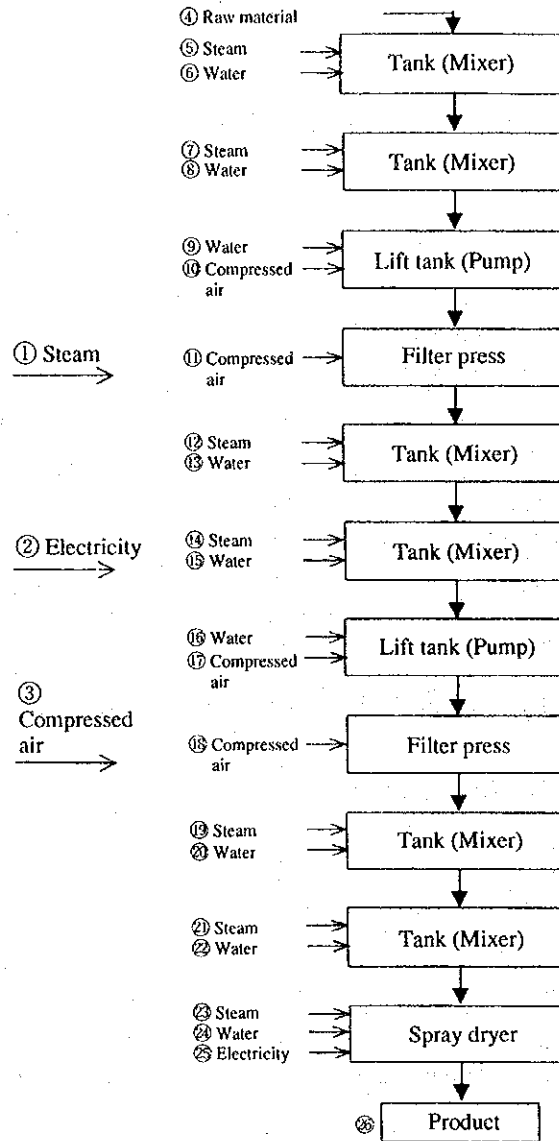 ④ Raw material
⑤ Steam
⑥ Water
Tank (Mixer)
⑦ Steam
⑧ Water
Tank (Mixer)
⑨ Water
⑩ Compressed
air
Lift tank (Pump)
① Steam
⑪ Compressed
air
Filter press
⑫ Steam
⑬ Water
Tank (Mixer)
② Electricity
⑭ Steam
⑮ Water
Tank (Mixer)
⑯ Water
⑰ Compressed
air
Lift tank (Pump)
③
Compressed
air
⑱ Compressed
air
Filter press
⑲ Steam
⑳ Water
Tank (Mixer)
㉑ Steam
㉒ Water
Tank (Mixer)
㉓ Steam
㉔ Water
㉕ Electricity
Spray dryer
㉖ Product